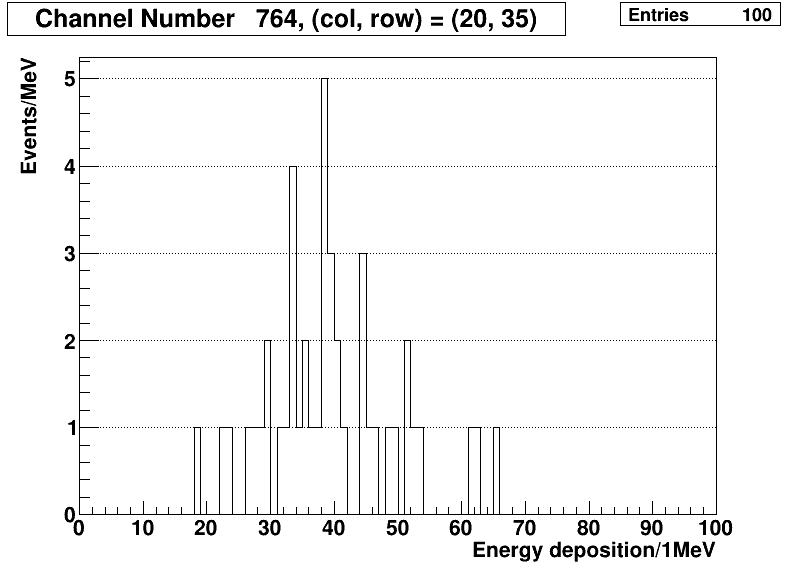 Channel Number 764, (col, row) = (20, 35)
Entries 100
Events/MeV
5
4
3
2
1
0
0 10 20 30 40 50 60 70 80 90 100
Energy deposition/1MeV